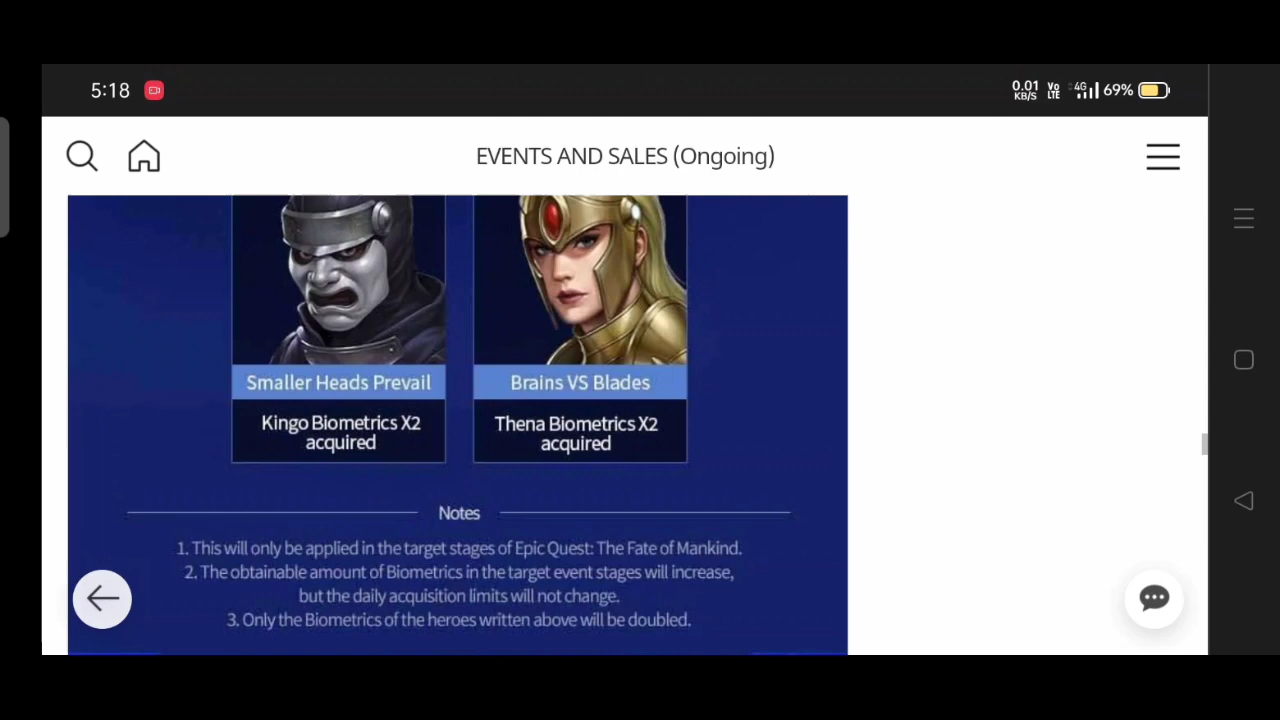 5:18
0.01
KB/S
Vo
LTE
4G
69%
EVENTS AND SALES (Ongoing)
Smaller Heads Prevail
Kingo Biometrics X2
acquired
Brains VS Blades
Thena Biometrics X2
acquired
Notes
1. This will only be applied in the target stages of Epic Quest: The Fate of Mankind.
2. The obtainable amount of Biometrics in the target event stages will increase,
but the daily acquisition limits will not change.
3. Only the Biometrics of the heroes written above will be doubled.